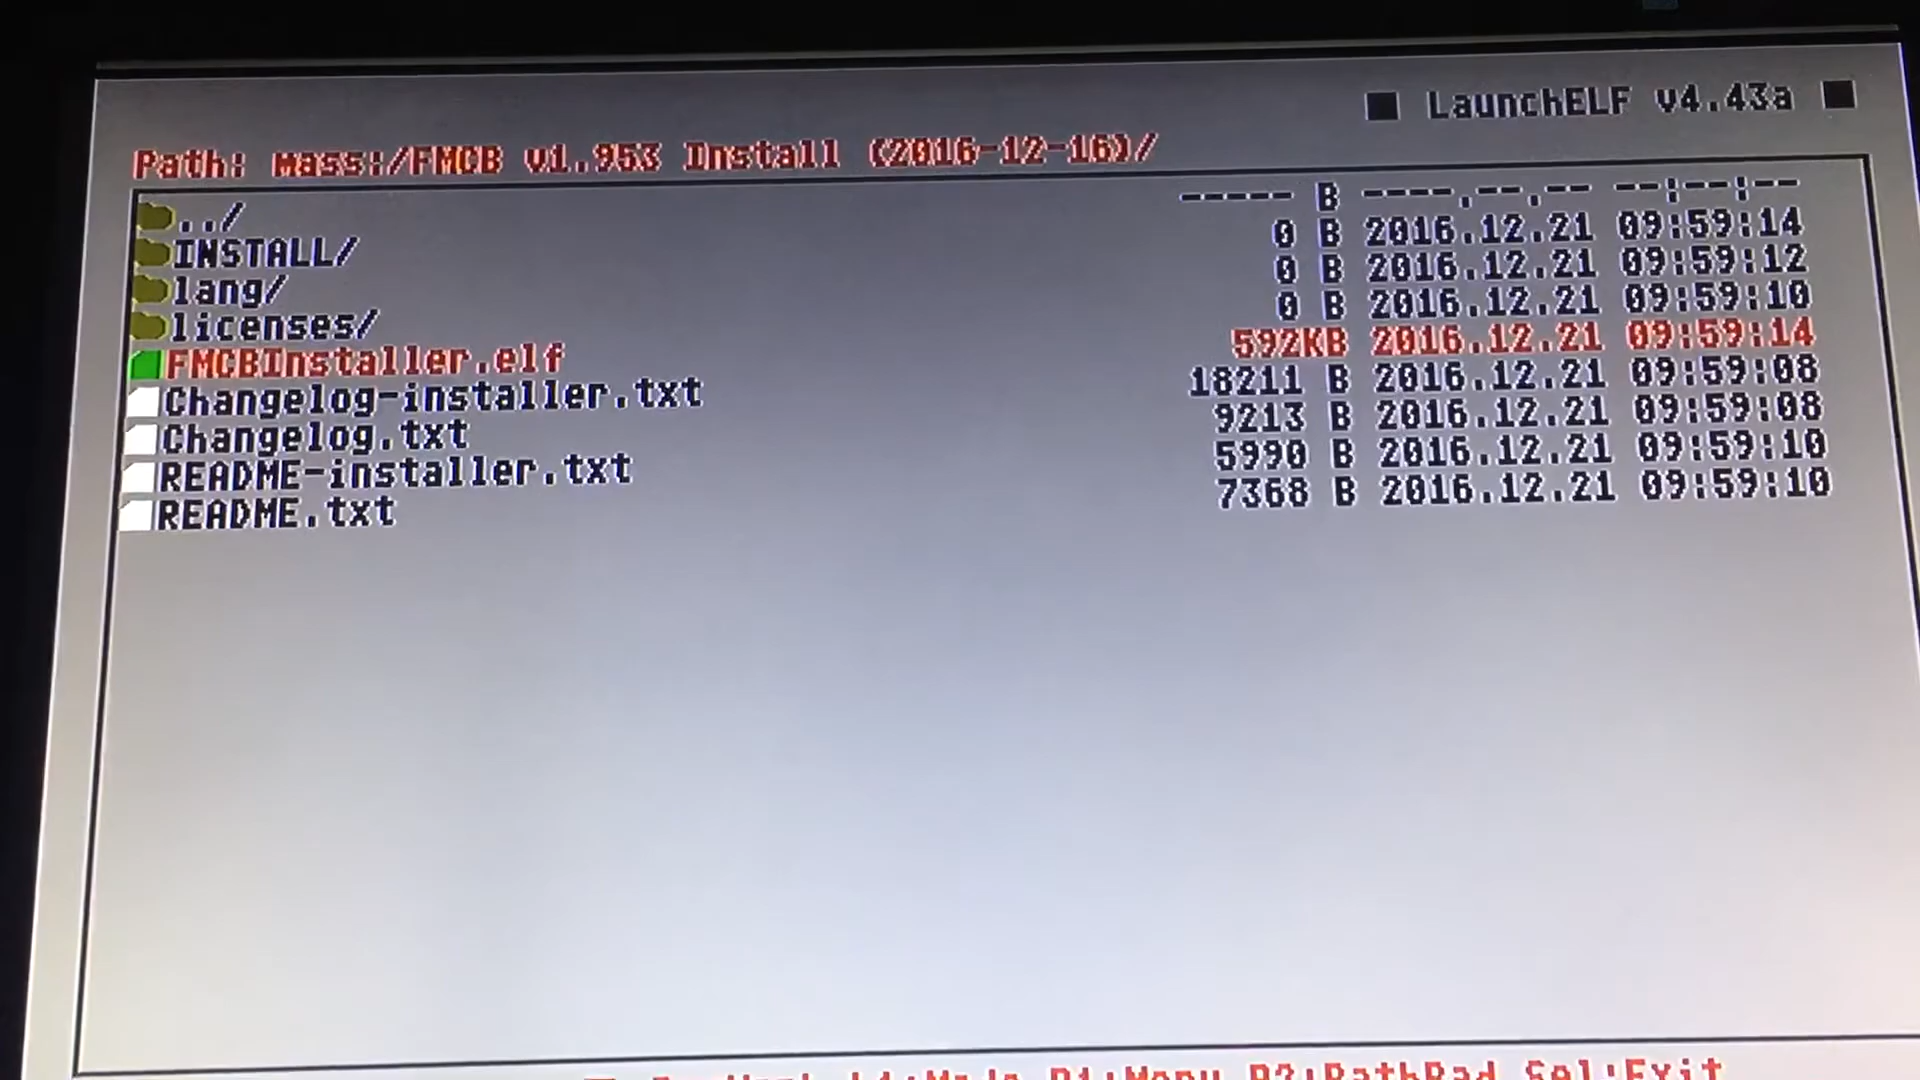 LaunchELF v4.43a
Path: mass:/FMCB v1.953 Install (2016-12-16)/
../ ----- B ----.--.-- --:--:--
INSTALL/ 0 B 2016.12.21 09:59:14
lang/ 0 B 2016.12.21 09:59:12
licenses/ 0 B 2016.12.21 09:59:10
FMCBInstaller.elf 592KB 2016.12.21 09:59:14
Changelog-installer.txt 18211 B 2016.12.21 09:59:08
Changelog.txt 9213 B 2016.12.21 09:59:08
README-installer.txt 5990 B 2016.12.21 09:59:10
README.txt 7368 B 2016.12.21 09:59:10
R1:Menu R2:PathPad Sel:Exit